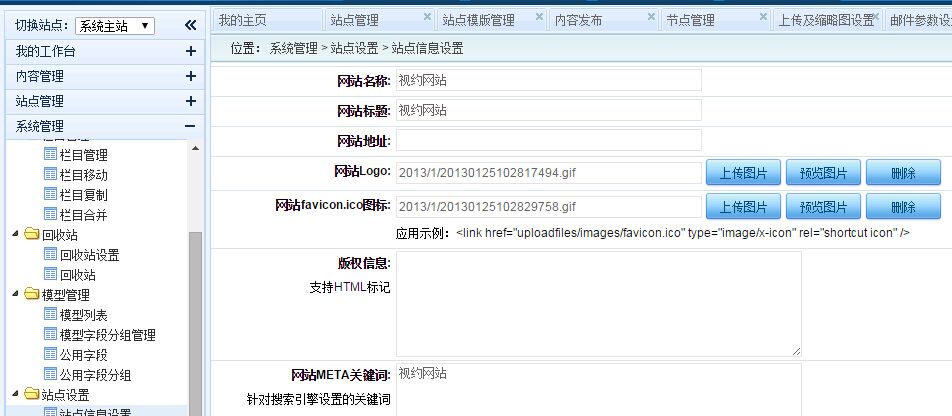 切换站点： 系统主站
我的工作台
内容管理
站点管理
系统管理
栏目管理
栏目移动
栏目复制
栏目合并
回收站
回收站设置
回收站
模型管理
模型列表
模型字段分组管理
公用字段
公用字段分组
站点设置
站点信息设置
我的主页 站点管理 站点模版管理 内容发布 节点管理 上传及缩略图设置 邮件参数设
位置： 系统管理 > 站点设置 > 站点信息设置
网站名称: 视约网站
网站标题: 视约网站
网站地址:
网站Logo: 2013/1/20130125102817494.gif 上传图片 预览图片 删除
网站favicon.ico图标: 2013/1/20130125102829758.gif 上传图片 预览图片 删除
应用示例：<link href="uploadfiles/images/favicon.ico" type="image/x-icon" rel="shortcut icon" />
版权信息:
支持HTML标记
网站META关键词: 视约网站
针对搜索引擎设置的关键词